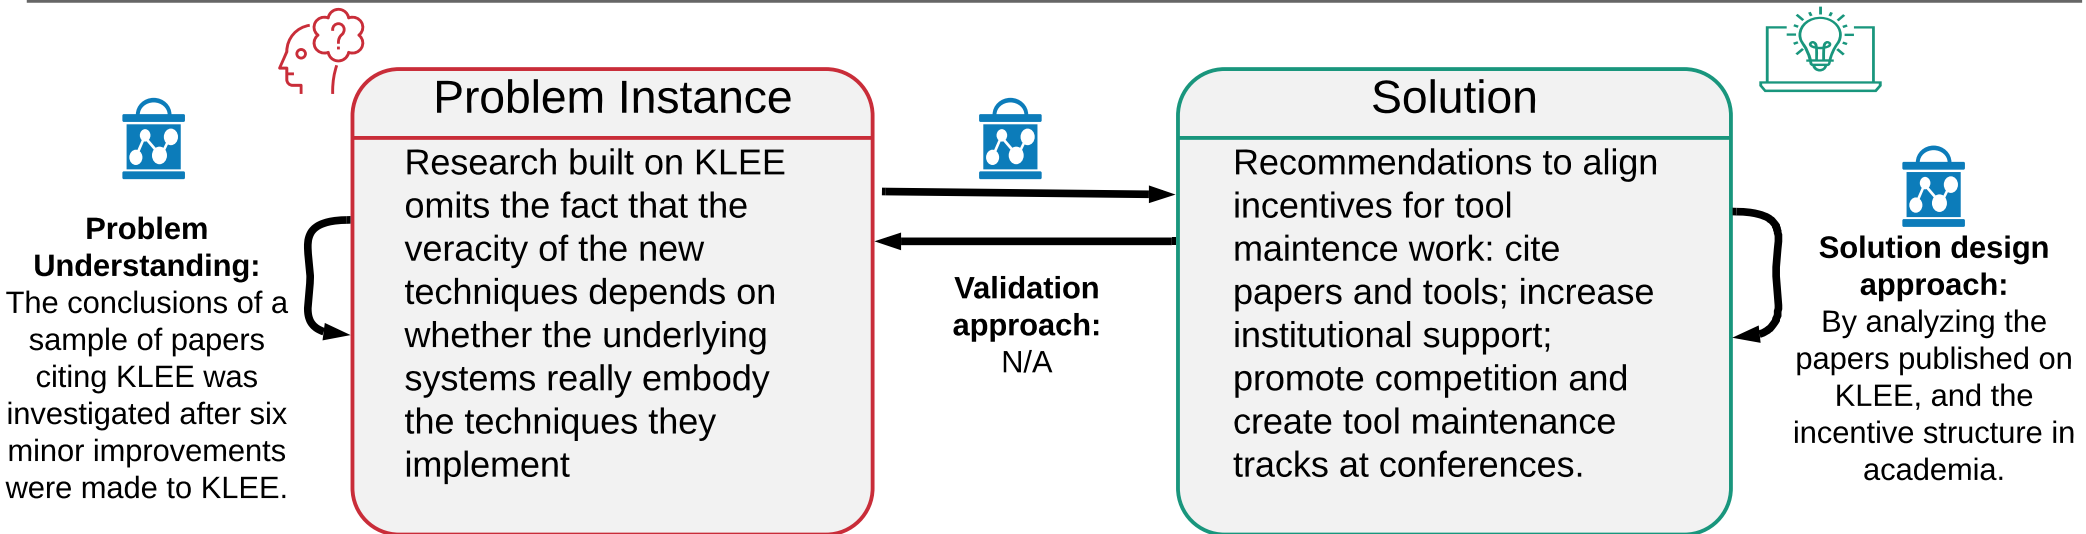 Problem Instance
Research built on KLEE
omits the fact that the
veracity of the new
techniques depends on
whether the underlying
systems really embody
the techniques they
implement
Solution
Recommendations to align
incentives for tool
maintence work: cite
papers and tools; increase
institutional support;
promote competition and
create tool maintenance
tracks at conferences.
Problem
Understanding:
The conclusions of a
sample of papers
citing KLEE was
investigated after six
minor improvements
were made to KLEE.
Validation
approach:
N/A
Solution design
approach:
By analyzing the
papers published on
KLEE, and the
incentive structure in
academia.
?